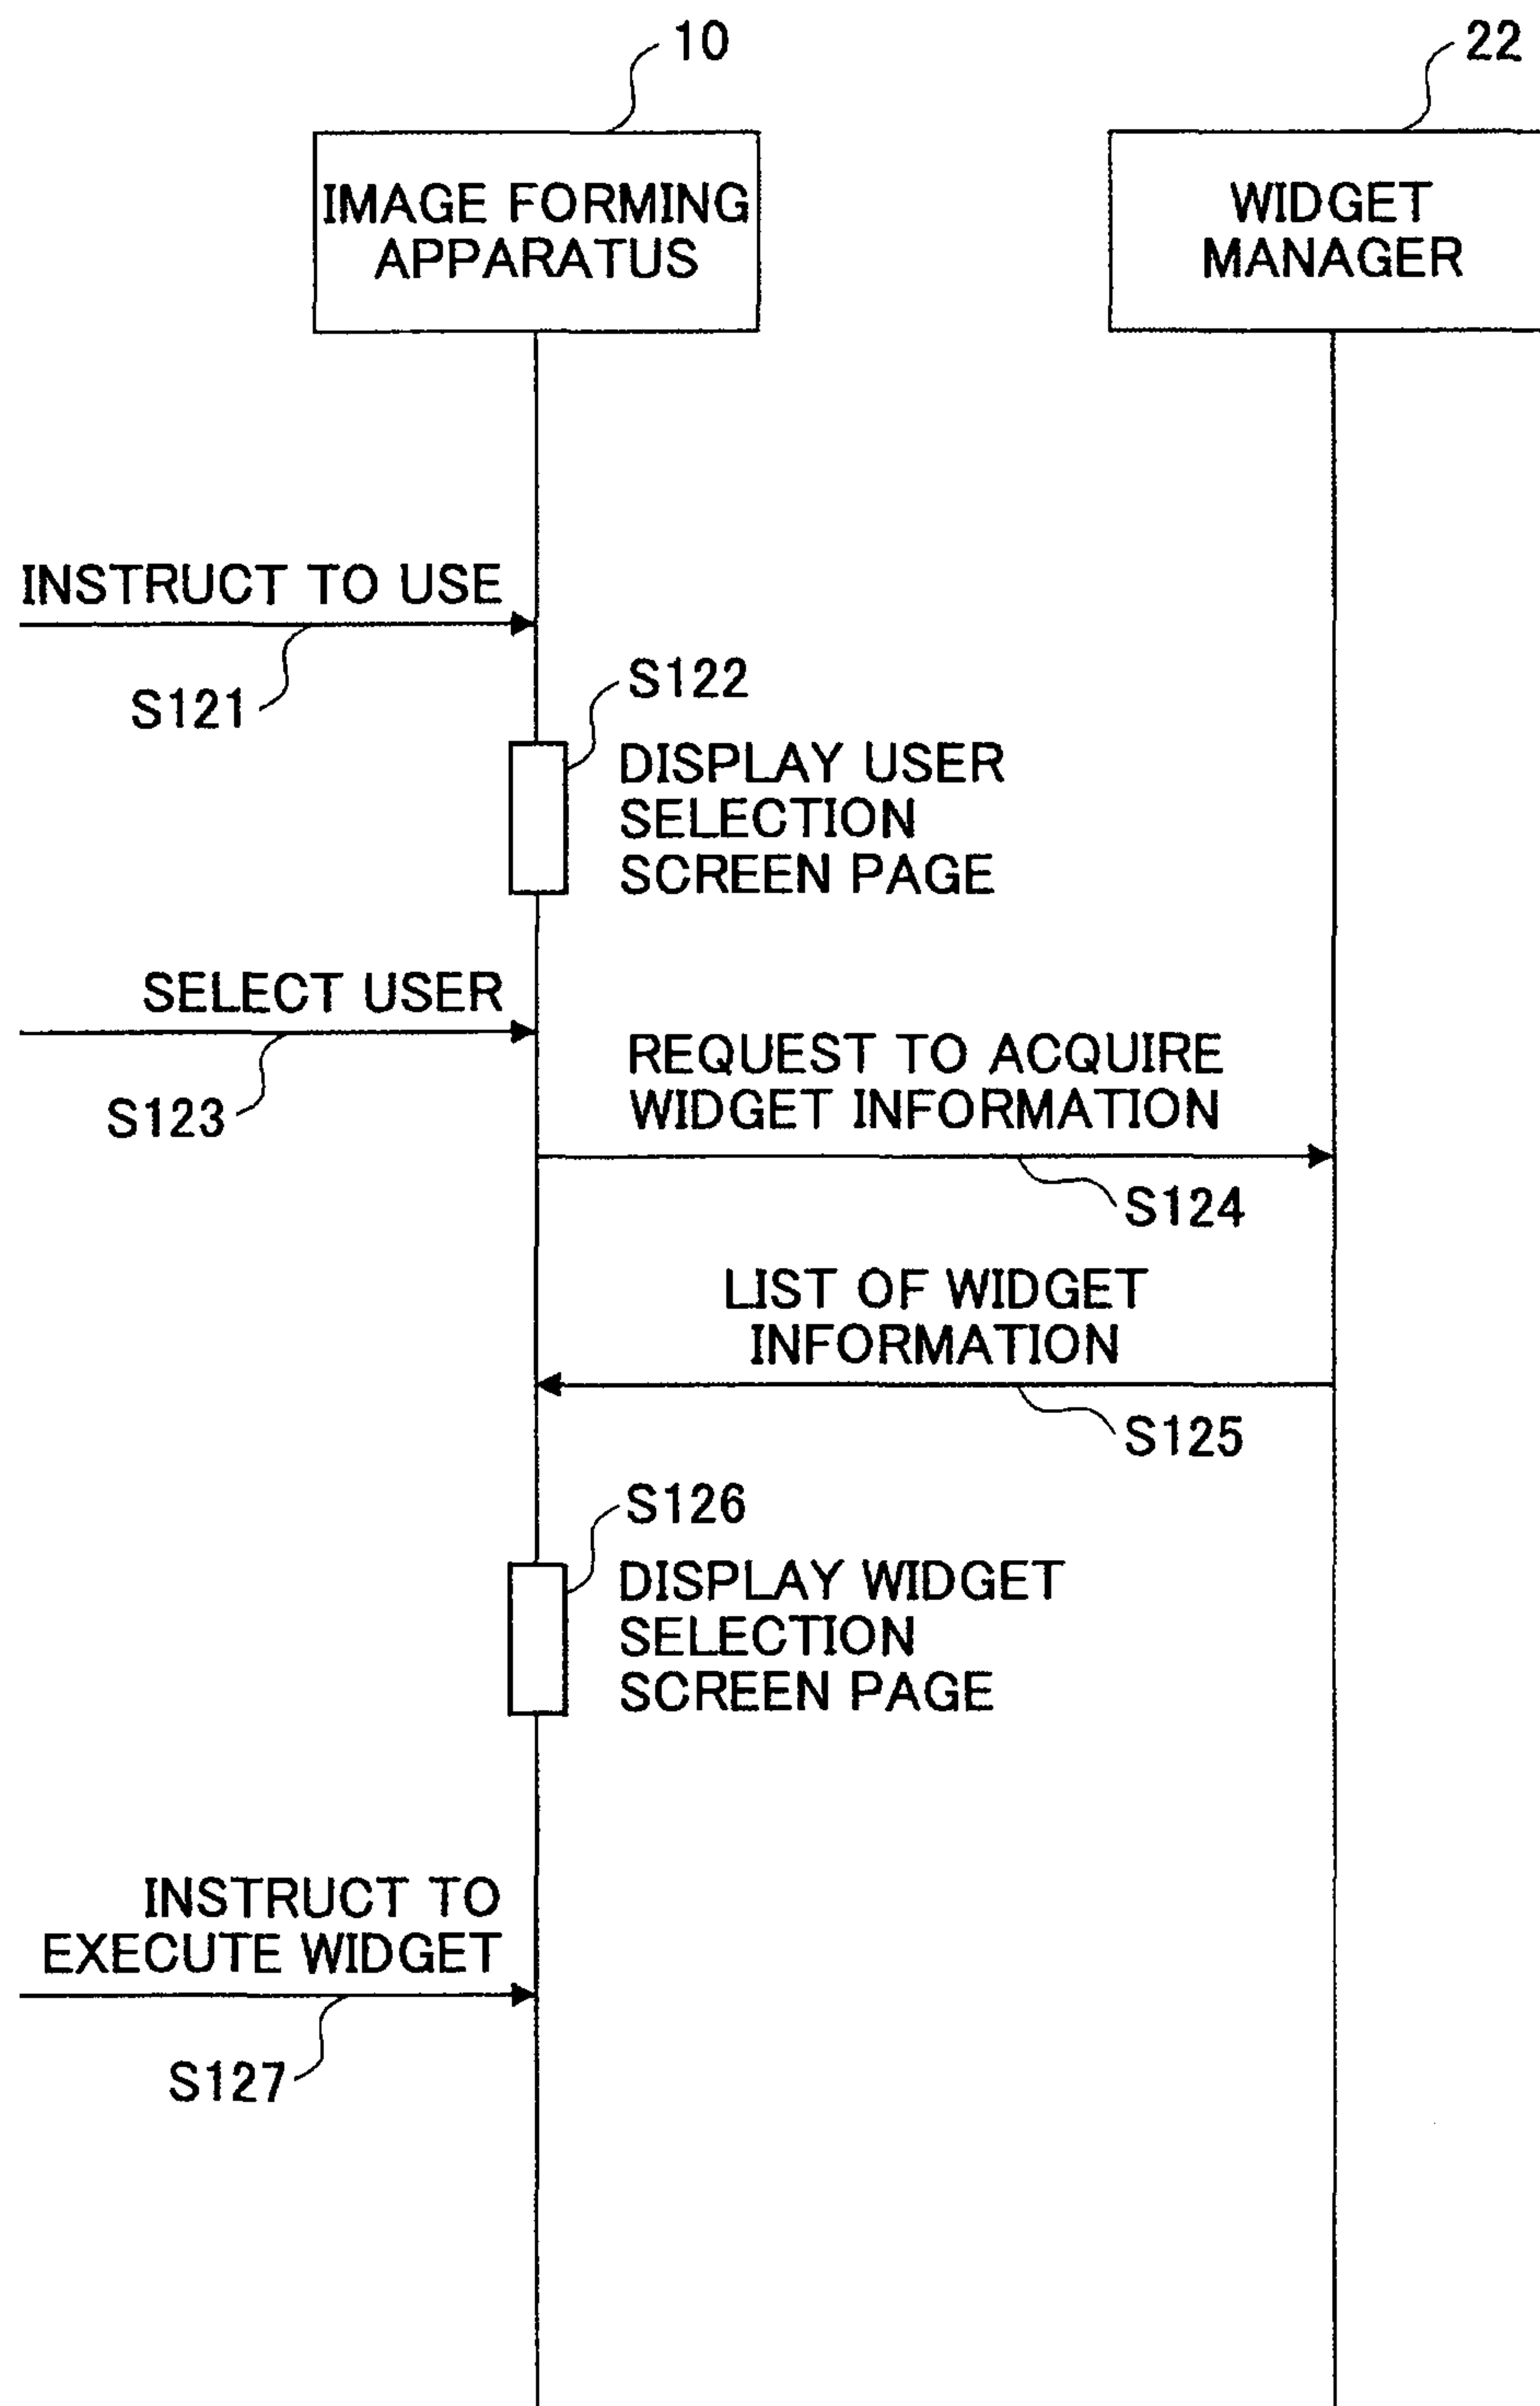 10
22
IMAGE FORMING
APPARATUS
WIDGET
MANAGER
INSTRUCT TO USE
S121
S122
DISPLAY USER
SELECTION
SCREEN PAGE
SELECT USER
S123
REQUEST TO ACQUIRE
WIDGET INFORMATION
S124
LIST OF WIDGET
INFORMATION
S125
S126
DISPLAY WIDGET
SELECTION
SCREEN PAGE
INSTRUCT TO
EXECUTE WIDGET
S127